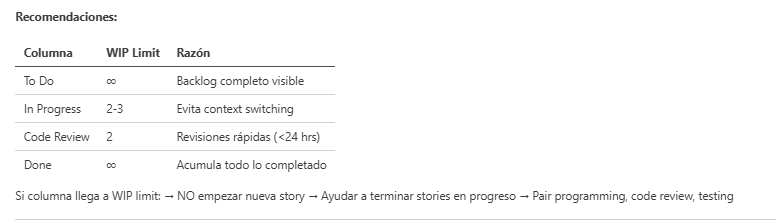 Recomendaciones:
Columna WIP Limit Razón
To Do ∞ Backlog completo visible
In Progress 2-3 Evita context switching
Code Review 2 Revisiones rápidas (<24 hrs)
Done ∞ Acumula todo lo completado
Si columna llega a WIP limit: → NO empezar nueva story → Ayudar a terminar stories en progreso → Pair programming, code review, testing